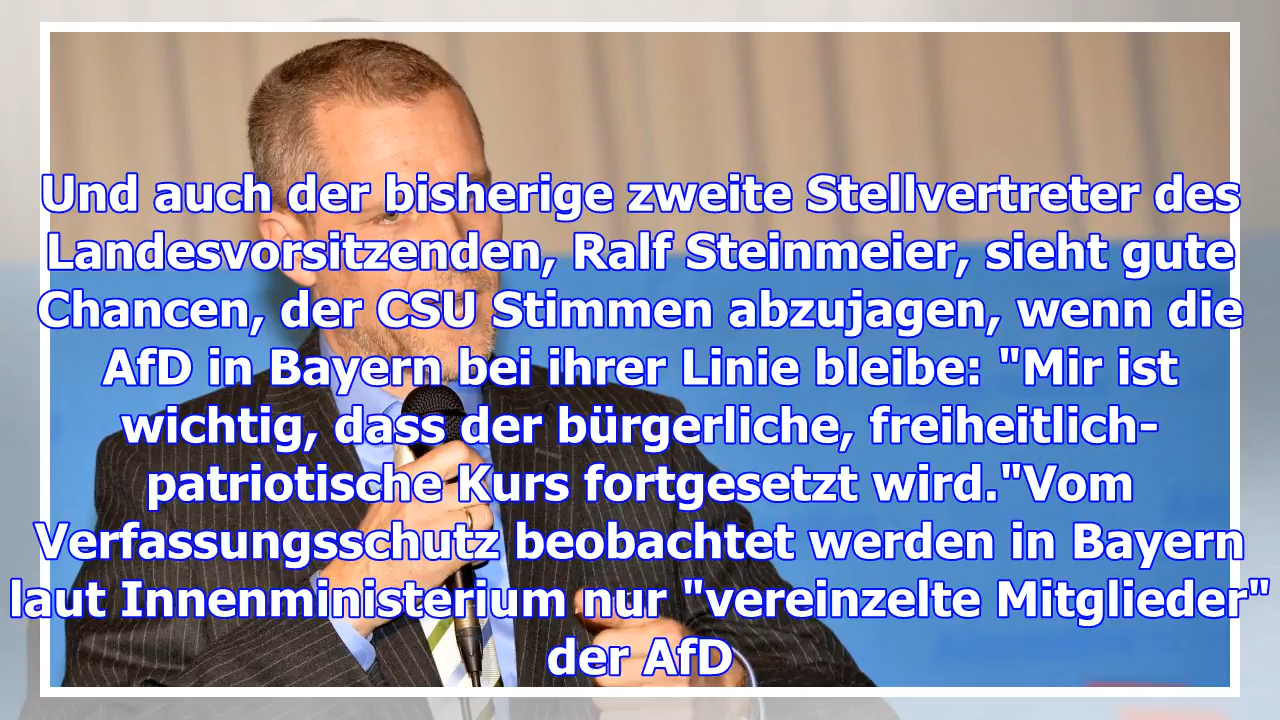 Und auch der bisherige zweite Stellvertreter des
Landesvorsitzenden, Ralf Steinmeier, sieht gute
Chancen, der CSU Stimmen abzujagen, wenn die
AfD in Bayern bei ihrer Linie bleibe: "Mir ist
wichtig, dass der bürgerliche, freiheitlich-
patriotische Kurs fortgesetzt wird."Vom
Verfassungsschutz beobachtet werden in Bayern
laut Innenministerium nur "vereinzelte Mitglieder"
der AfD